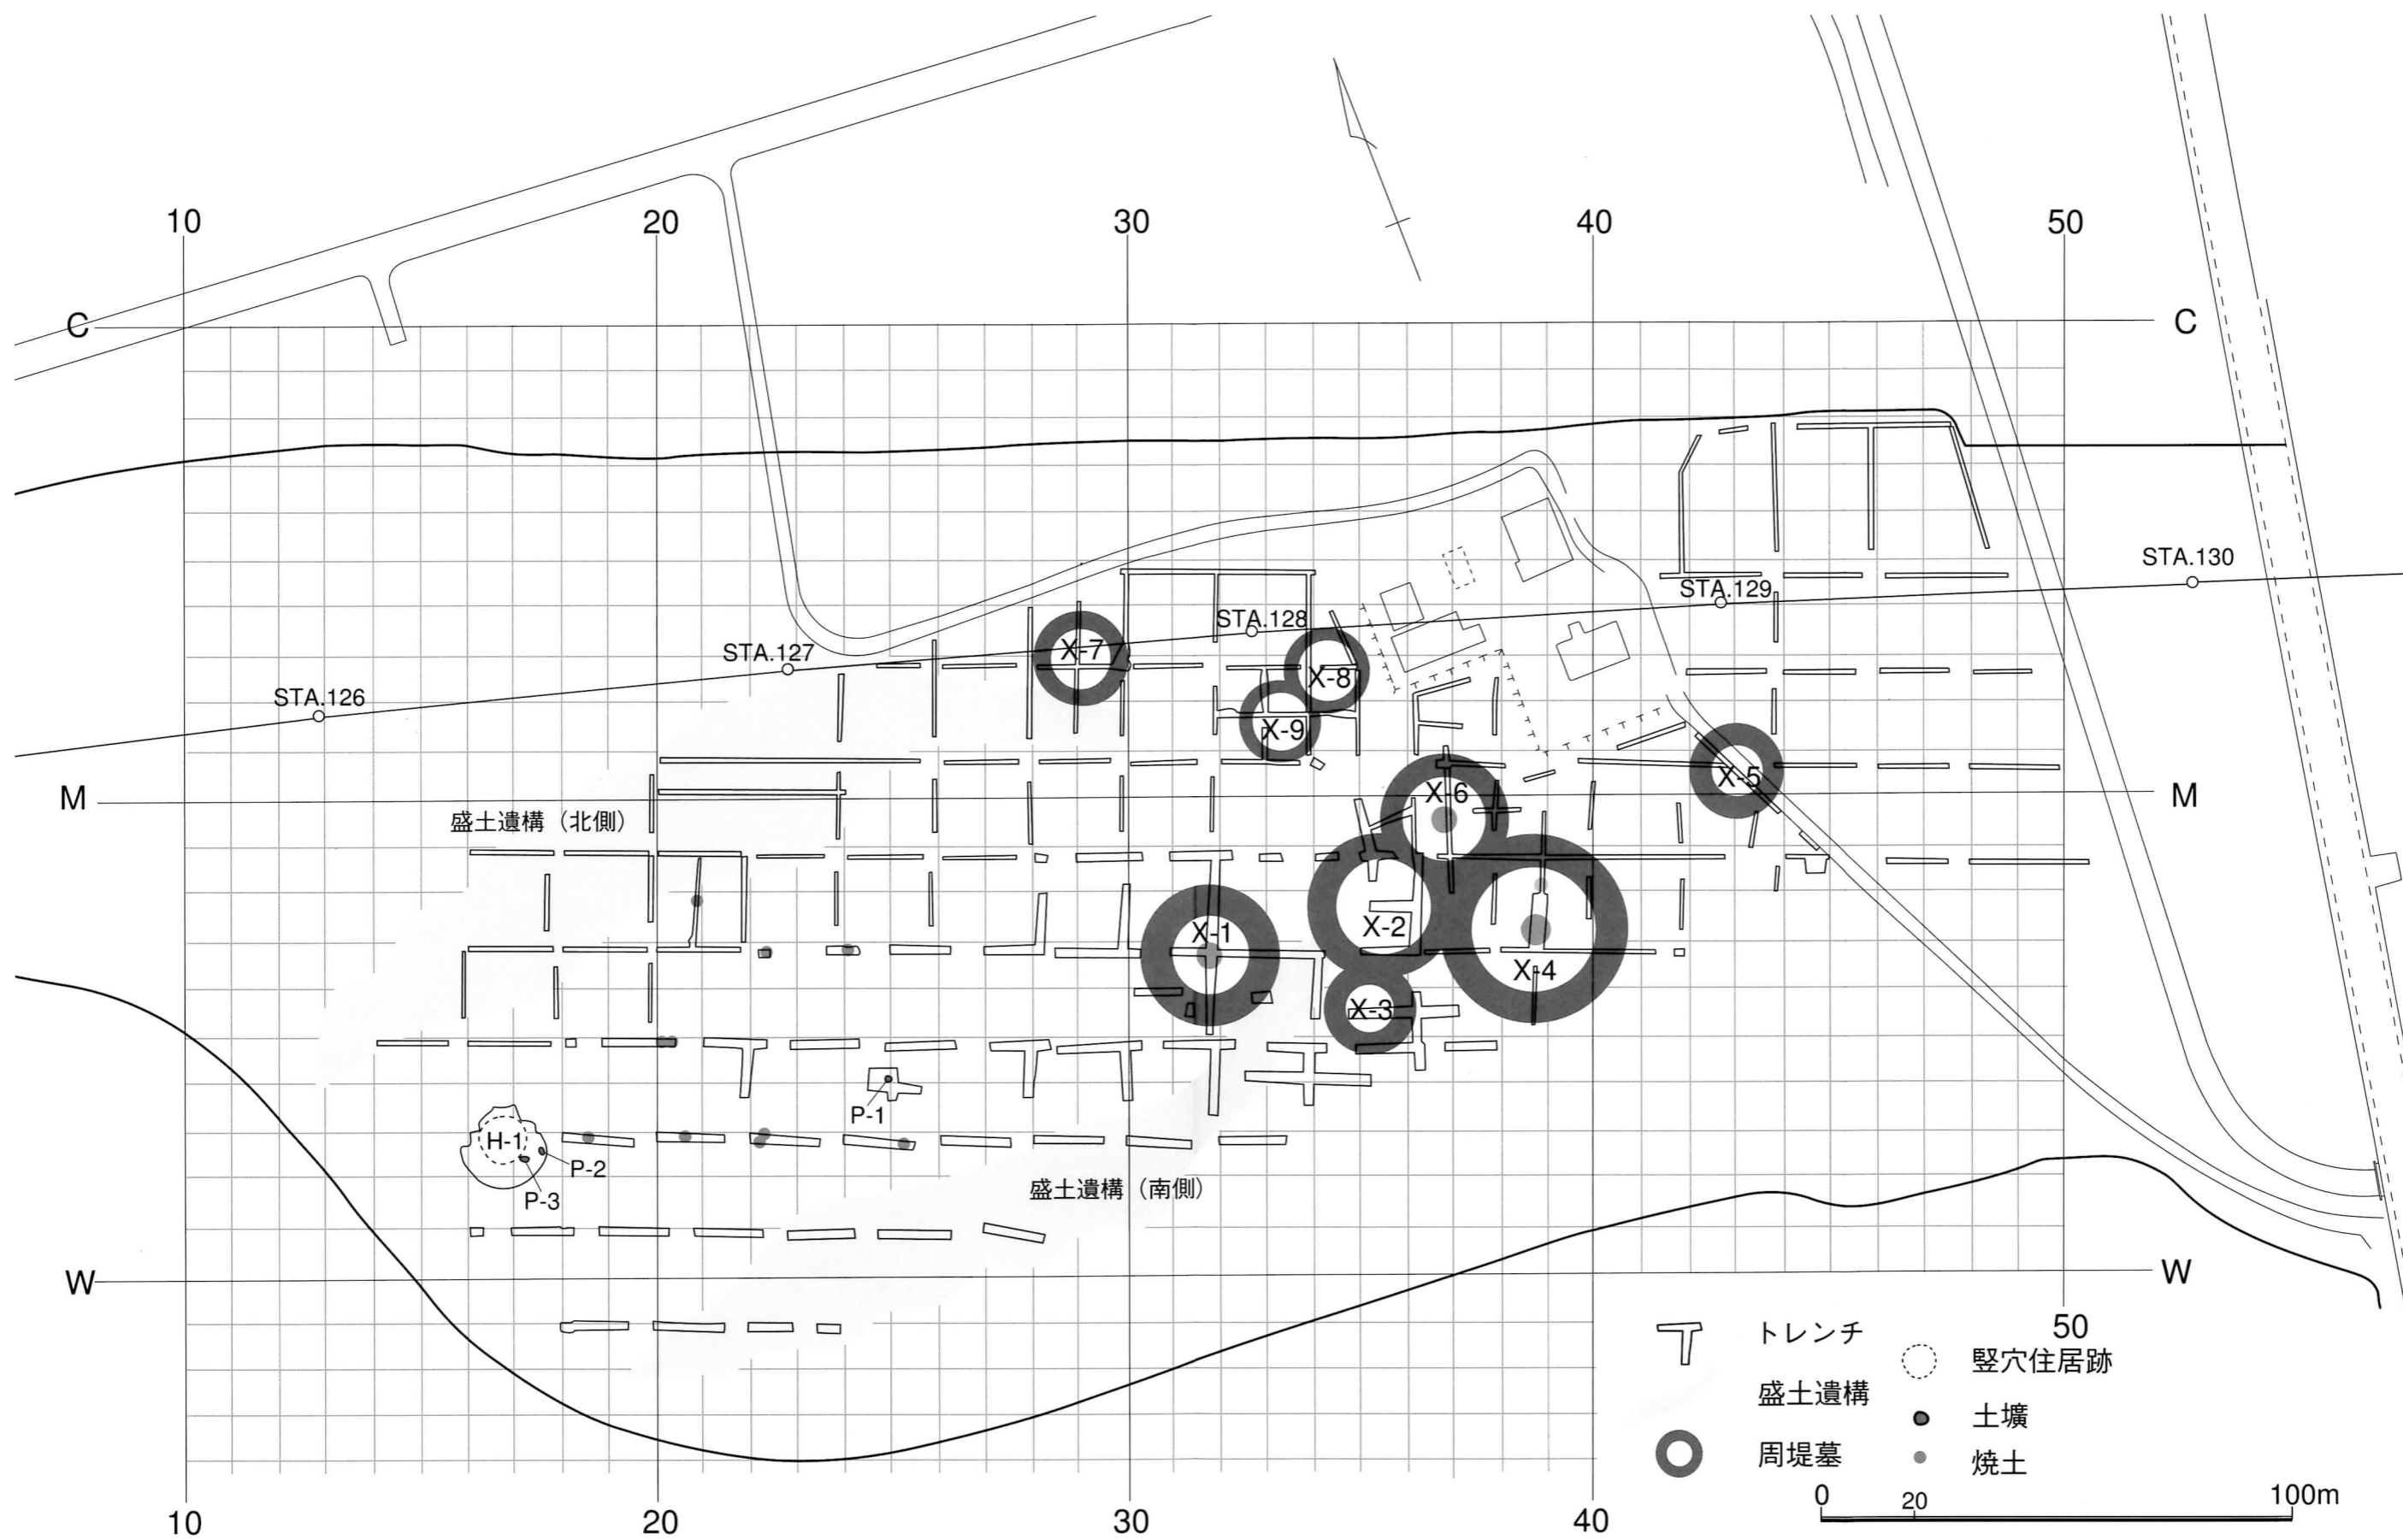 10
20
30
40
50
C
C
STA.130
STA.129
STA.128
X-7
STA.127
X-8
STA.126
X-9
X-5
M
X-6
M
盛土遺構（北側）
X-1
X-2
X-4
X-3
P-1
H-1
P-2
盛土遺構（南側）
P-3
W
W
50
トレンチ
竪穴住居跡
盛土遺構
土壙
周堤墓
焼土
0
20
100m
10
20
30
40